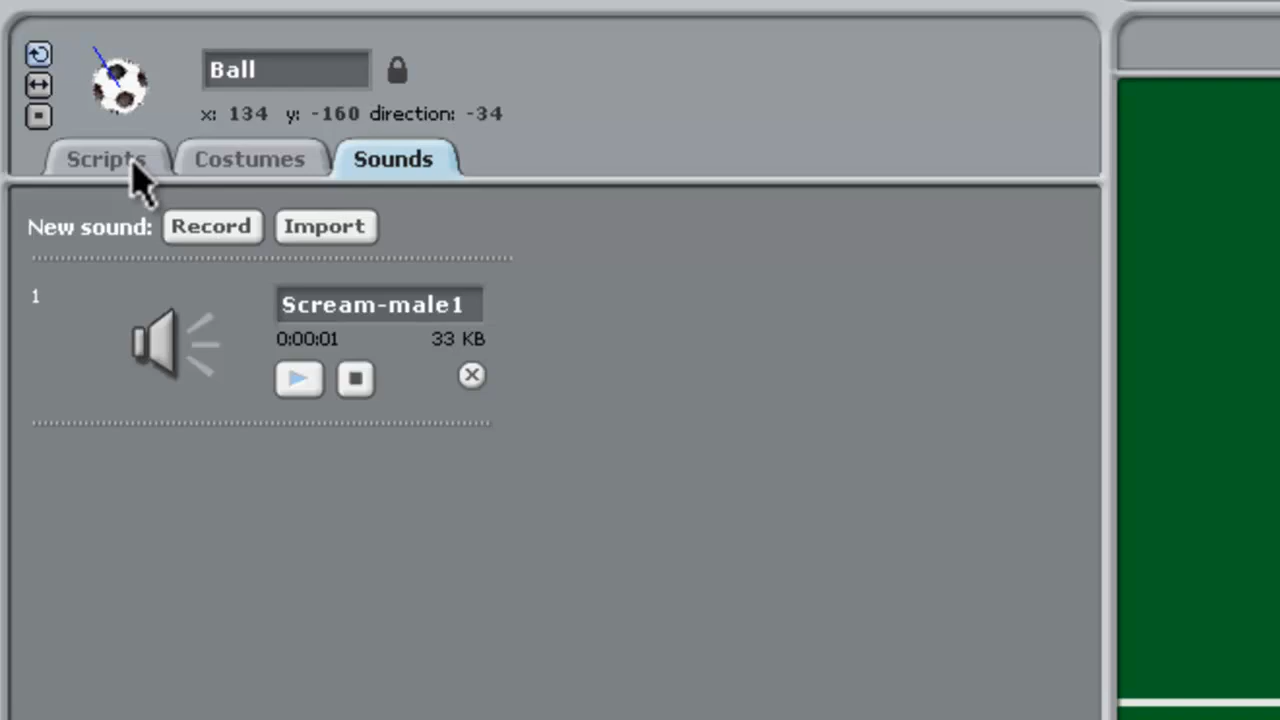 Ball
x: 134 y: -160 direction: -34
Scripts Costumes Sounds
New sound: Record Import
1
Scream-male1
0:00:01 33 KB